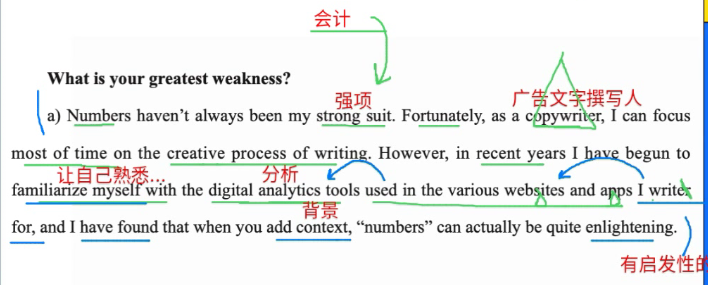 会计
What is your greatest weakness?
强项
广告文字撰写人
a) Numbers haven't always been my strong suit. Fortunately, as a copywriter, I can focus
most of time on the creative process of writing. However, in recent years I have begun to
让自己熟悉...
分析
familiarize myself with the digital analytics tools used in the various websites and apps I writer
背景
for, and I have found that when you add context, “numbers” can actually be quite enlightening.
有启发性的